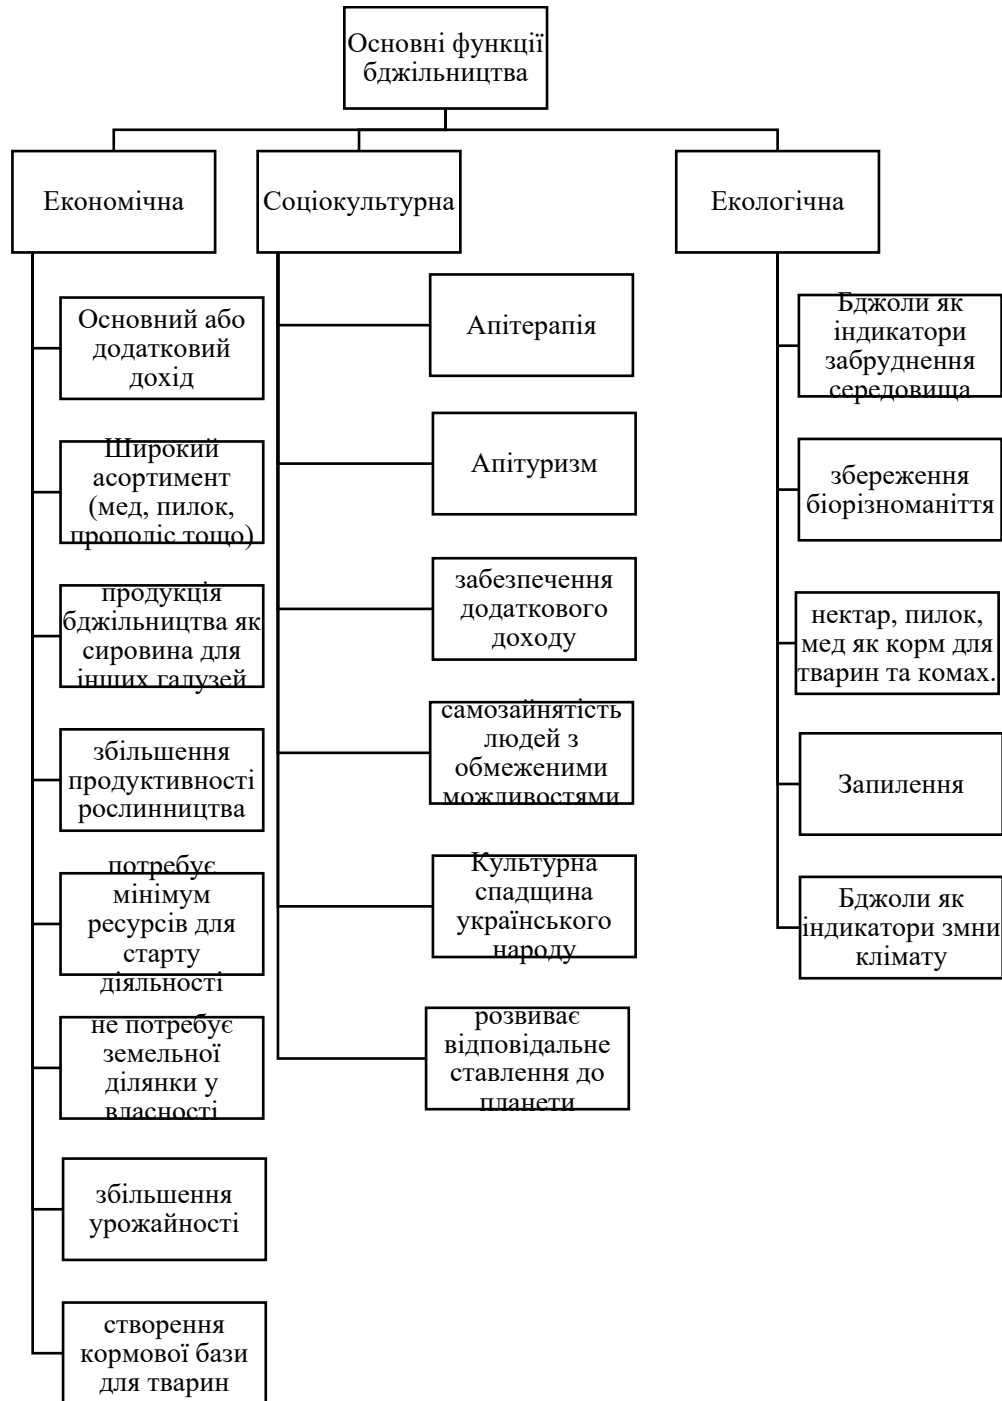 Основні функції
бджільництва
Економічна
Соціокультурна
Екологічна
Основний або
додатковий
дохід
Широкий
асортимент
(мед, пилок,
прополіс тощо)
продукція
бджільництва як
сировина для
інших галузей
збільшення
продуктивності
рослинництва
потребує
мінімум
ресурсів для
старту
діяльності
не потребує
земельної
ділянки у
власності
збільшення
урожайності
створення
кормової бази
для тварин
Апітерапія
Апітуризм
забезпечення
додаткового
доходу
самозайнятість
людей з
обмеженими
можливостями
Культурна
спадщина
українського
народу
розвиває
відповідальне
ставлення до
планети
Бджоли як
індикатори
забруднення
середовища
збереження
біорізноманіття
нектар, пилок,
мед як корм для
тварин та комах.
Запилення
Бджоли як
індикатори змни
клімату